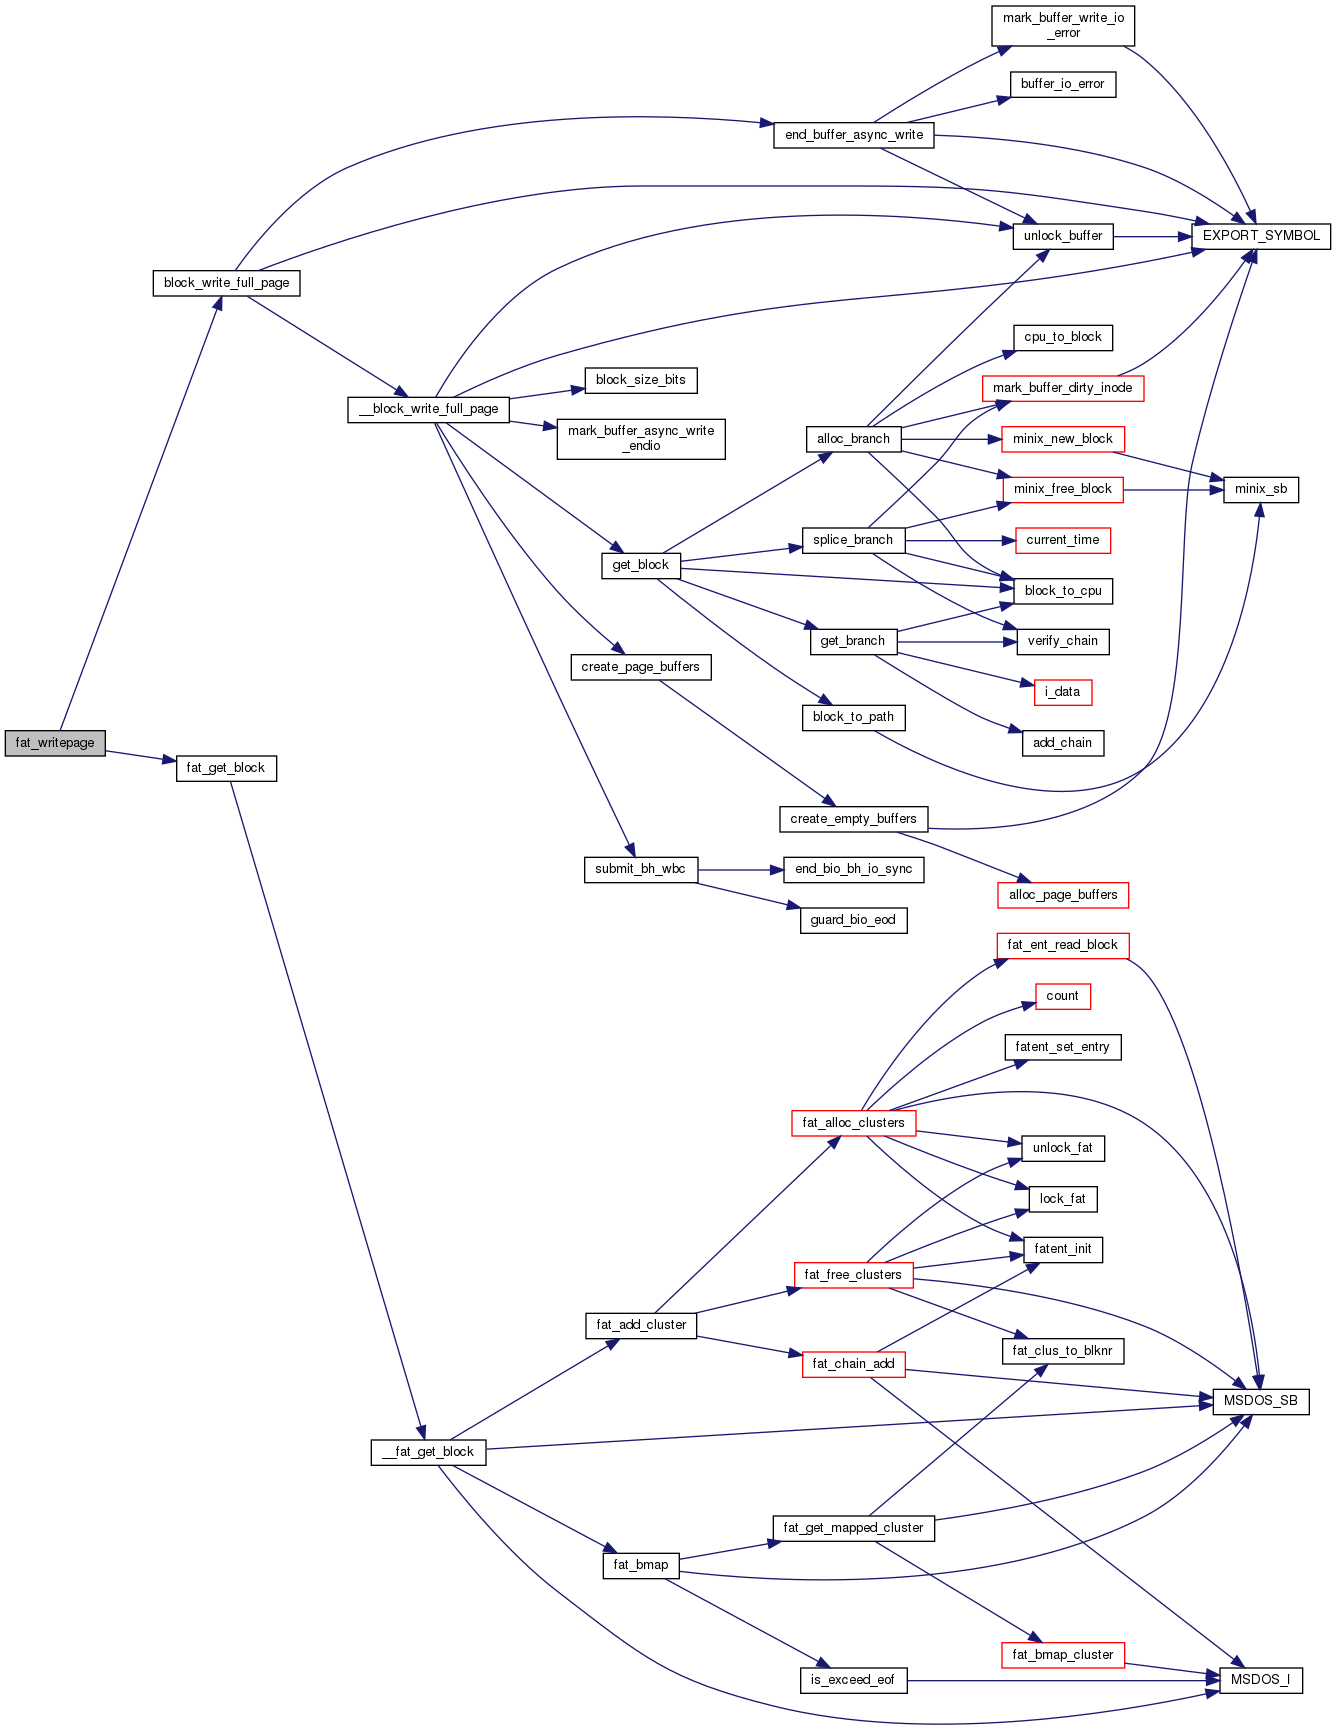 mark_buffer_write_io
_error
buffer_io_error
end_buffer_async_write
unlock_buffer
EXPORT_SYMBOL
block_write_full_page
cpu_to_block
block_size_bits
mark_buffer_dirty_inode
__block_write_full_page
mark_buffer_async_write
_endio
alloc_branch
minix_new_block
minix_free_block
minix_sb
splice_branch
current_time
get_block
block_to_cpu
get_branch
verify_chain
create_page_buffers
i_data
block_to_path
add_chain
fat_writepage
fat_get_block
create_empty_buffers
submit_bh_wbc
end_bio_bh_io_sync
alloc_page_buffers
guard_bio_eod
fat_ent_read_block
count
fatent_set_entry
fat_alloc_clusters
unlock_fat
lock_fat
fatent_init
fat_free_clusters
fat_add_cluster
fat_clus_to_blknr
fat_chain_add
MSDOS_SB
__fat_get_block
fat_get_mapped_cluster
fat_bmap
fat_bmap_cluster
is_exceed_eof
MSDOS_I